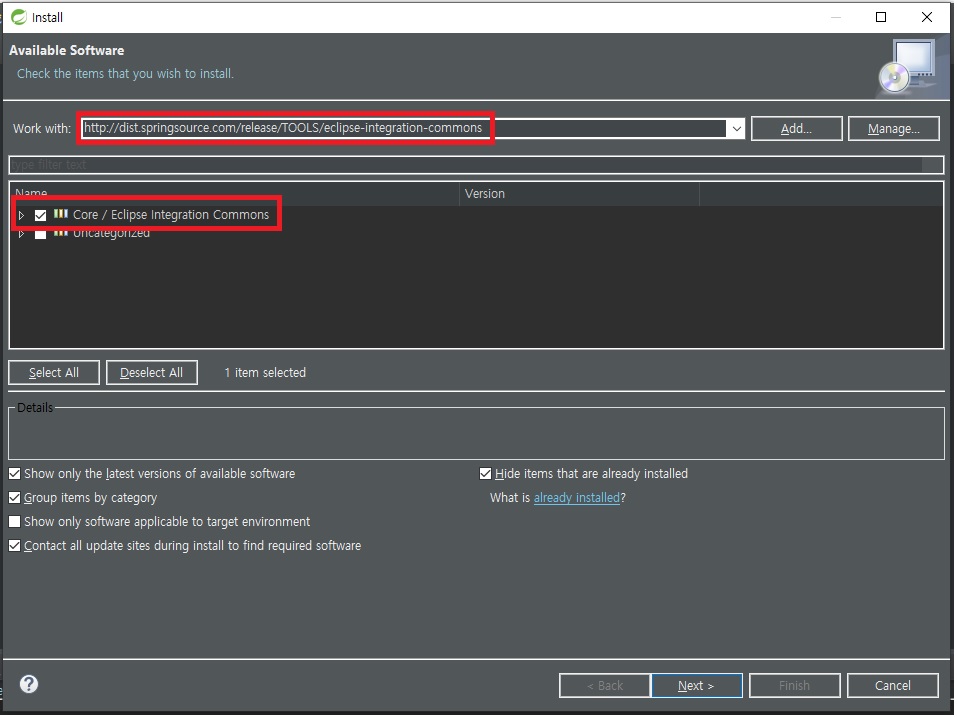 Install
Available Software
Check the items that you wish to install.
Work with: http://dist.springsource.com/release/TOOLS/eclipse-integration-commons Add... Manage...
type filter text
Name Version
Core / Eclipse Integration Commons
Uncategorized
Select All Deselect All 1 item selected
Details
Show only the latest versions of available software Hide items that are already installed
Group items by category What is already installed?
Show only software applicable to target environment
Contact all update sites during install to find required software
?
< Back Next > Finish Cancel